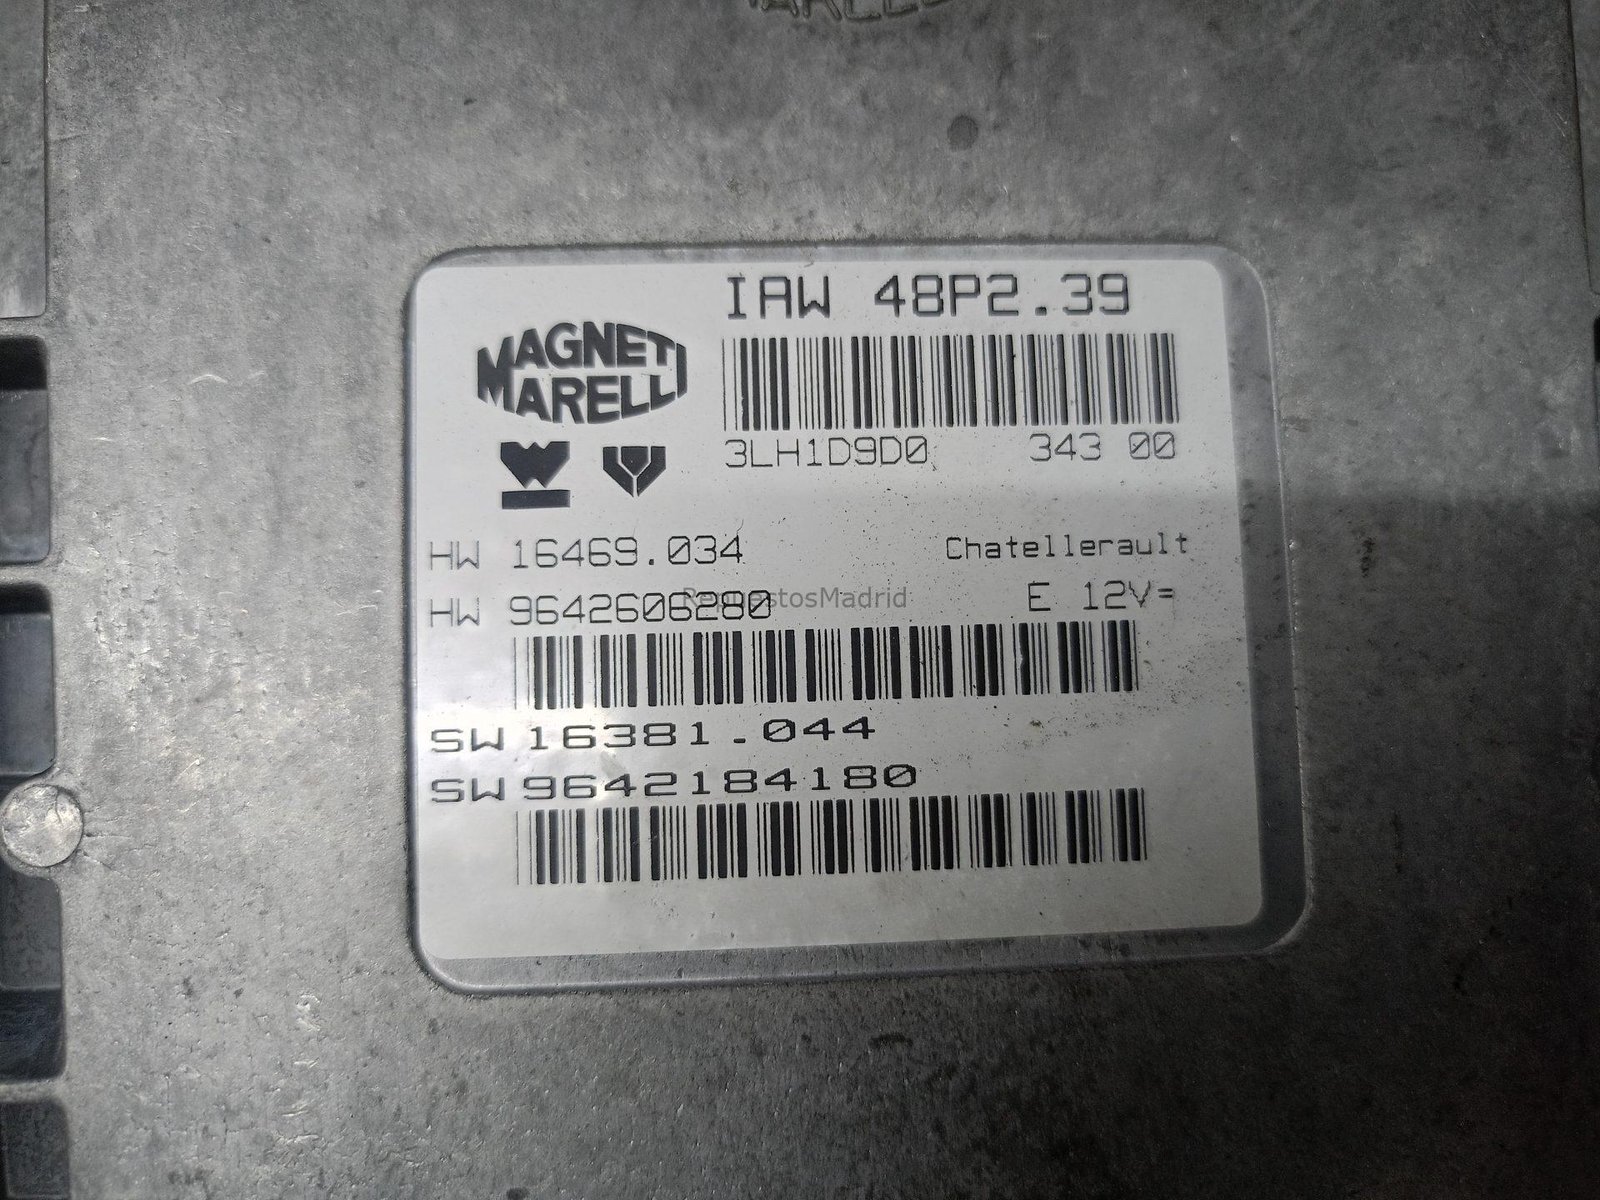 IAW 48P2.39
MAGNETI
MARELLI
3LH1D9D0 343 00
HW 16469.034 Chatellerault
HW 9642606280 E 12V=
RepuestosMadrid
SW 16381.044
SW 9642184180